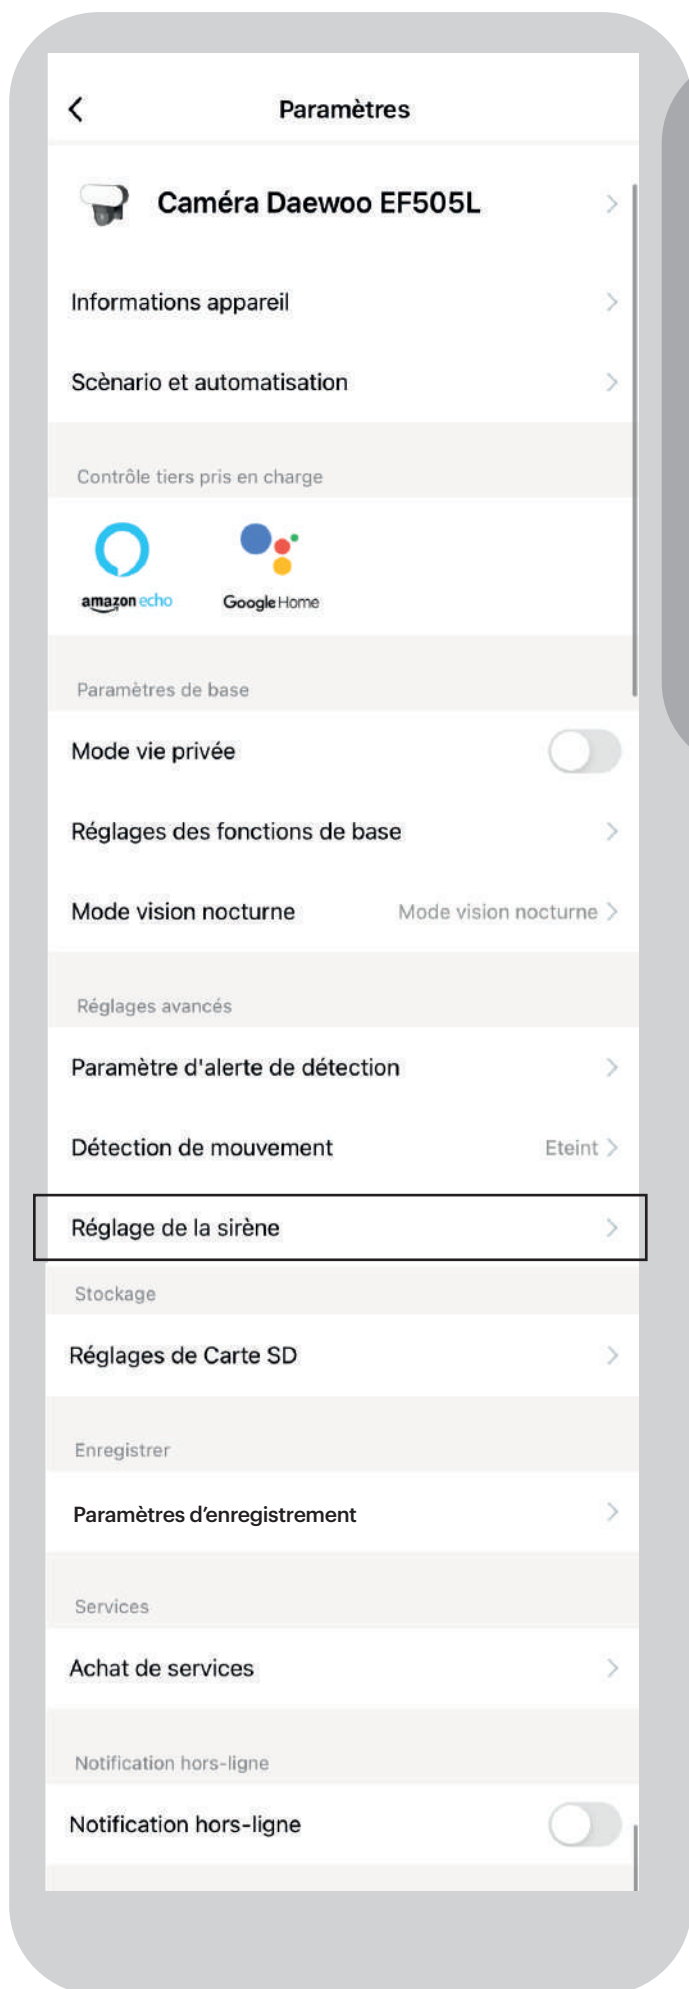 Paramètres
Caméra Daewoo EF505L
Informations appareil
Scènario et automatisation
Contrôle tiers pris en charge
amazon echo
Google Home
Paramètres de base
Mode vie privée
Réglages des fonctions de base
Mode vision nocturne Mode vision nocturne
Réglages avancés
Paramètre d'alerte de détection
Détection de mouvement Eteint
Réglage de la sirène
Stockage
Réglages de Carte SD
Enregistrer
Paramètres d’enregistrement
Services
Achat de services
Notification hors-ligne
Notification hors-ligne